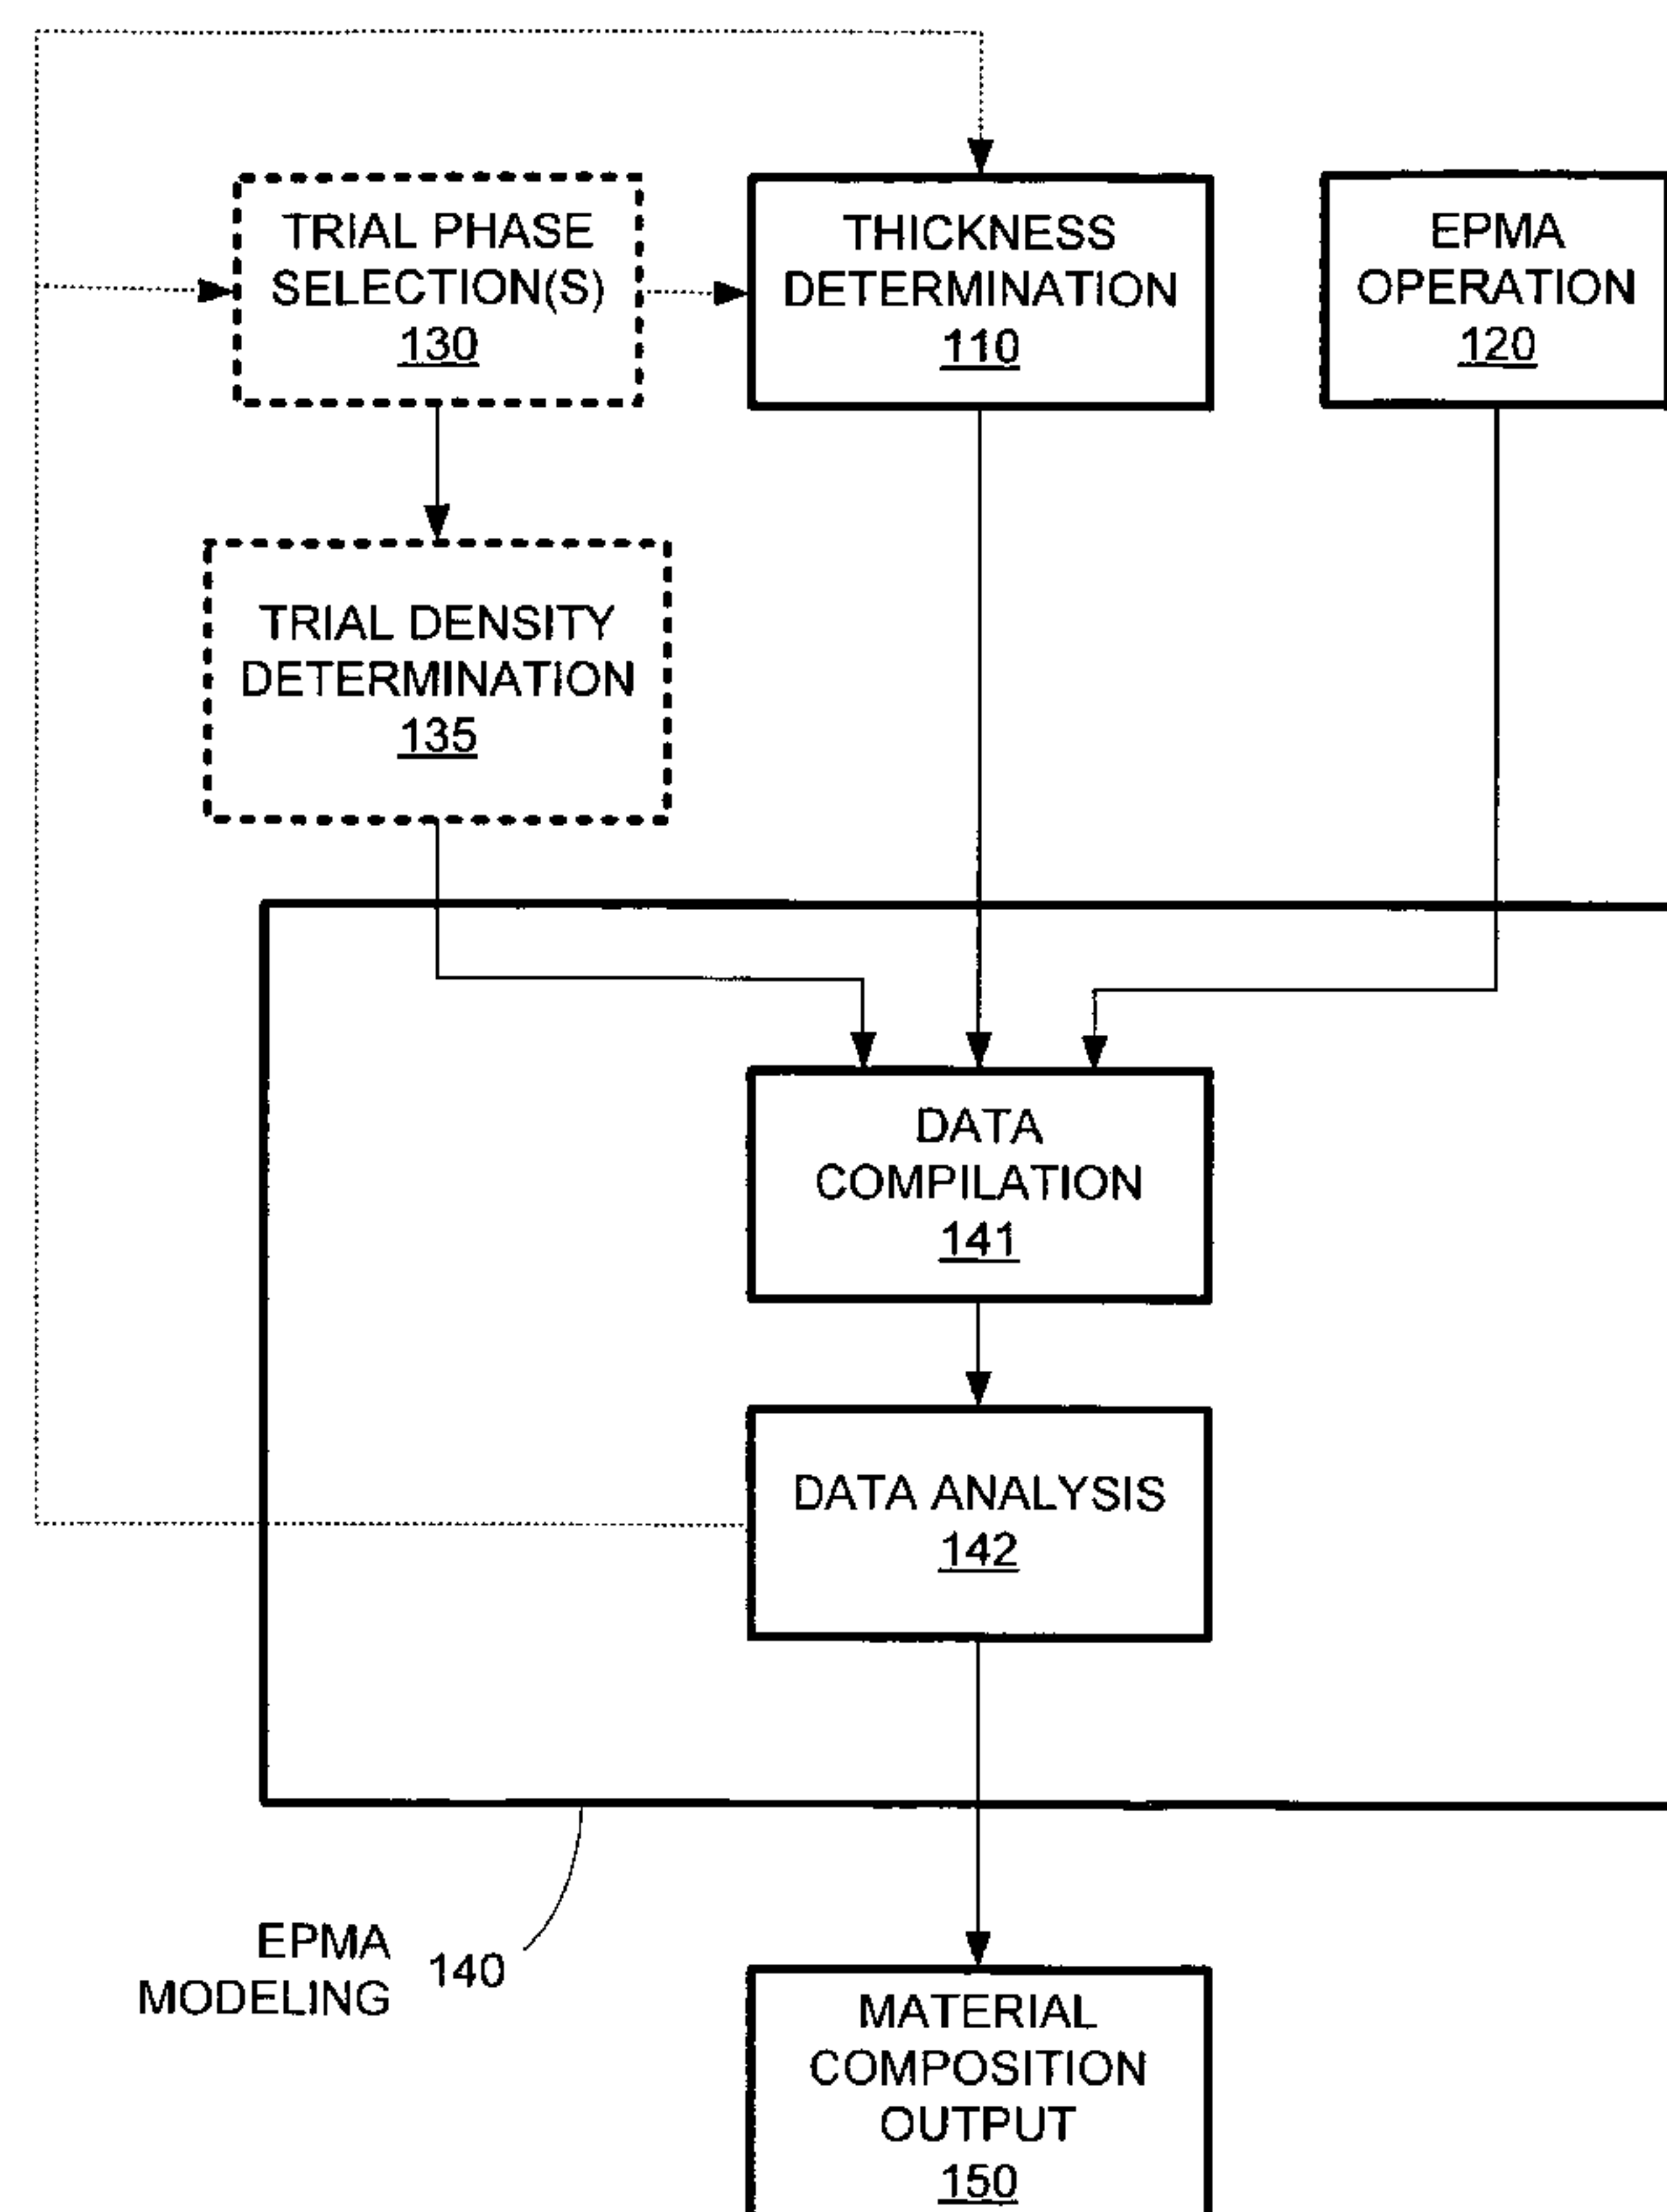 TRIAL PHASE
SELECTION(S)
130
THICKNESS
DETERMINATION
110
EPMA
OPERATION
120
TRIAL DENSITY
DETERMINATION
135
DATA
COMPILATION
141
DATA ANALYSIS
142
EPMA
MODELING
140
MATERIAL
COMPOSITION
OUTPUT
150